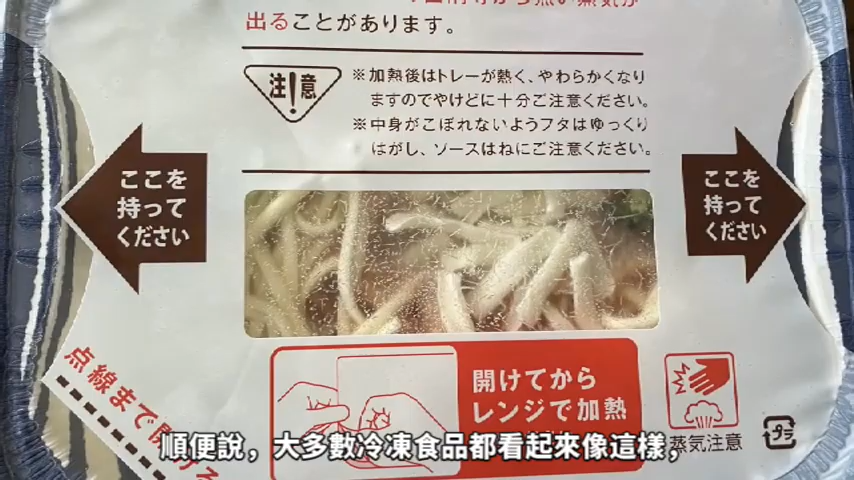 出ることがあります。
注意
※加熱後はトレーが熱く、やわらかくなり
ますのでやけどに十分ご注意ください。
※中身がこぼれないようフタはゆっくり
はがし、ソースはねにご注意ください。
ここを
持って
ください
ここを
持って
ください
点線まで開ける
開けてから
レンジで加熱
蒸気注意
プラ
順便說，大多數冷凍食品都看起來像這樣，